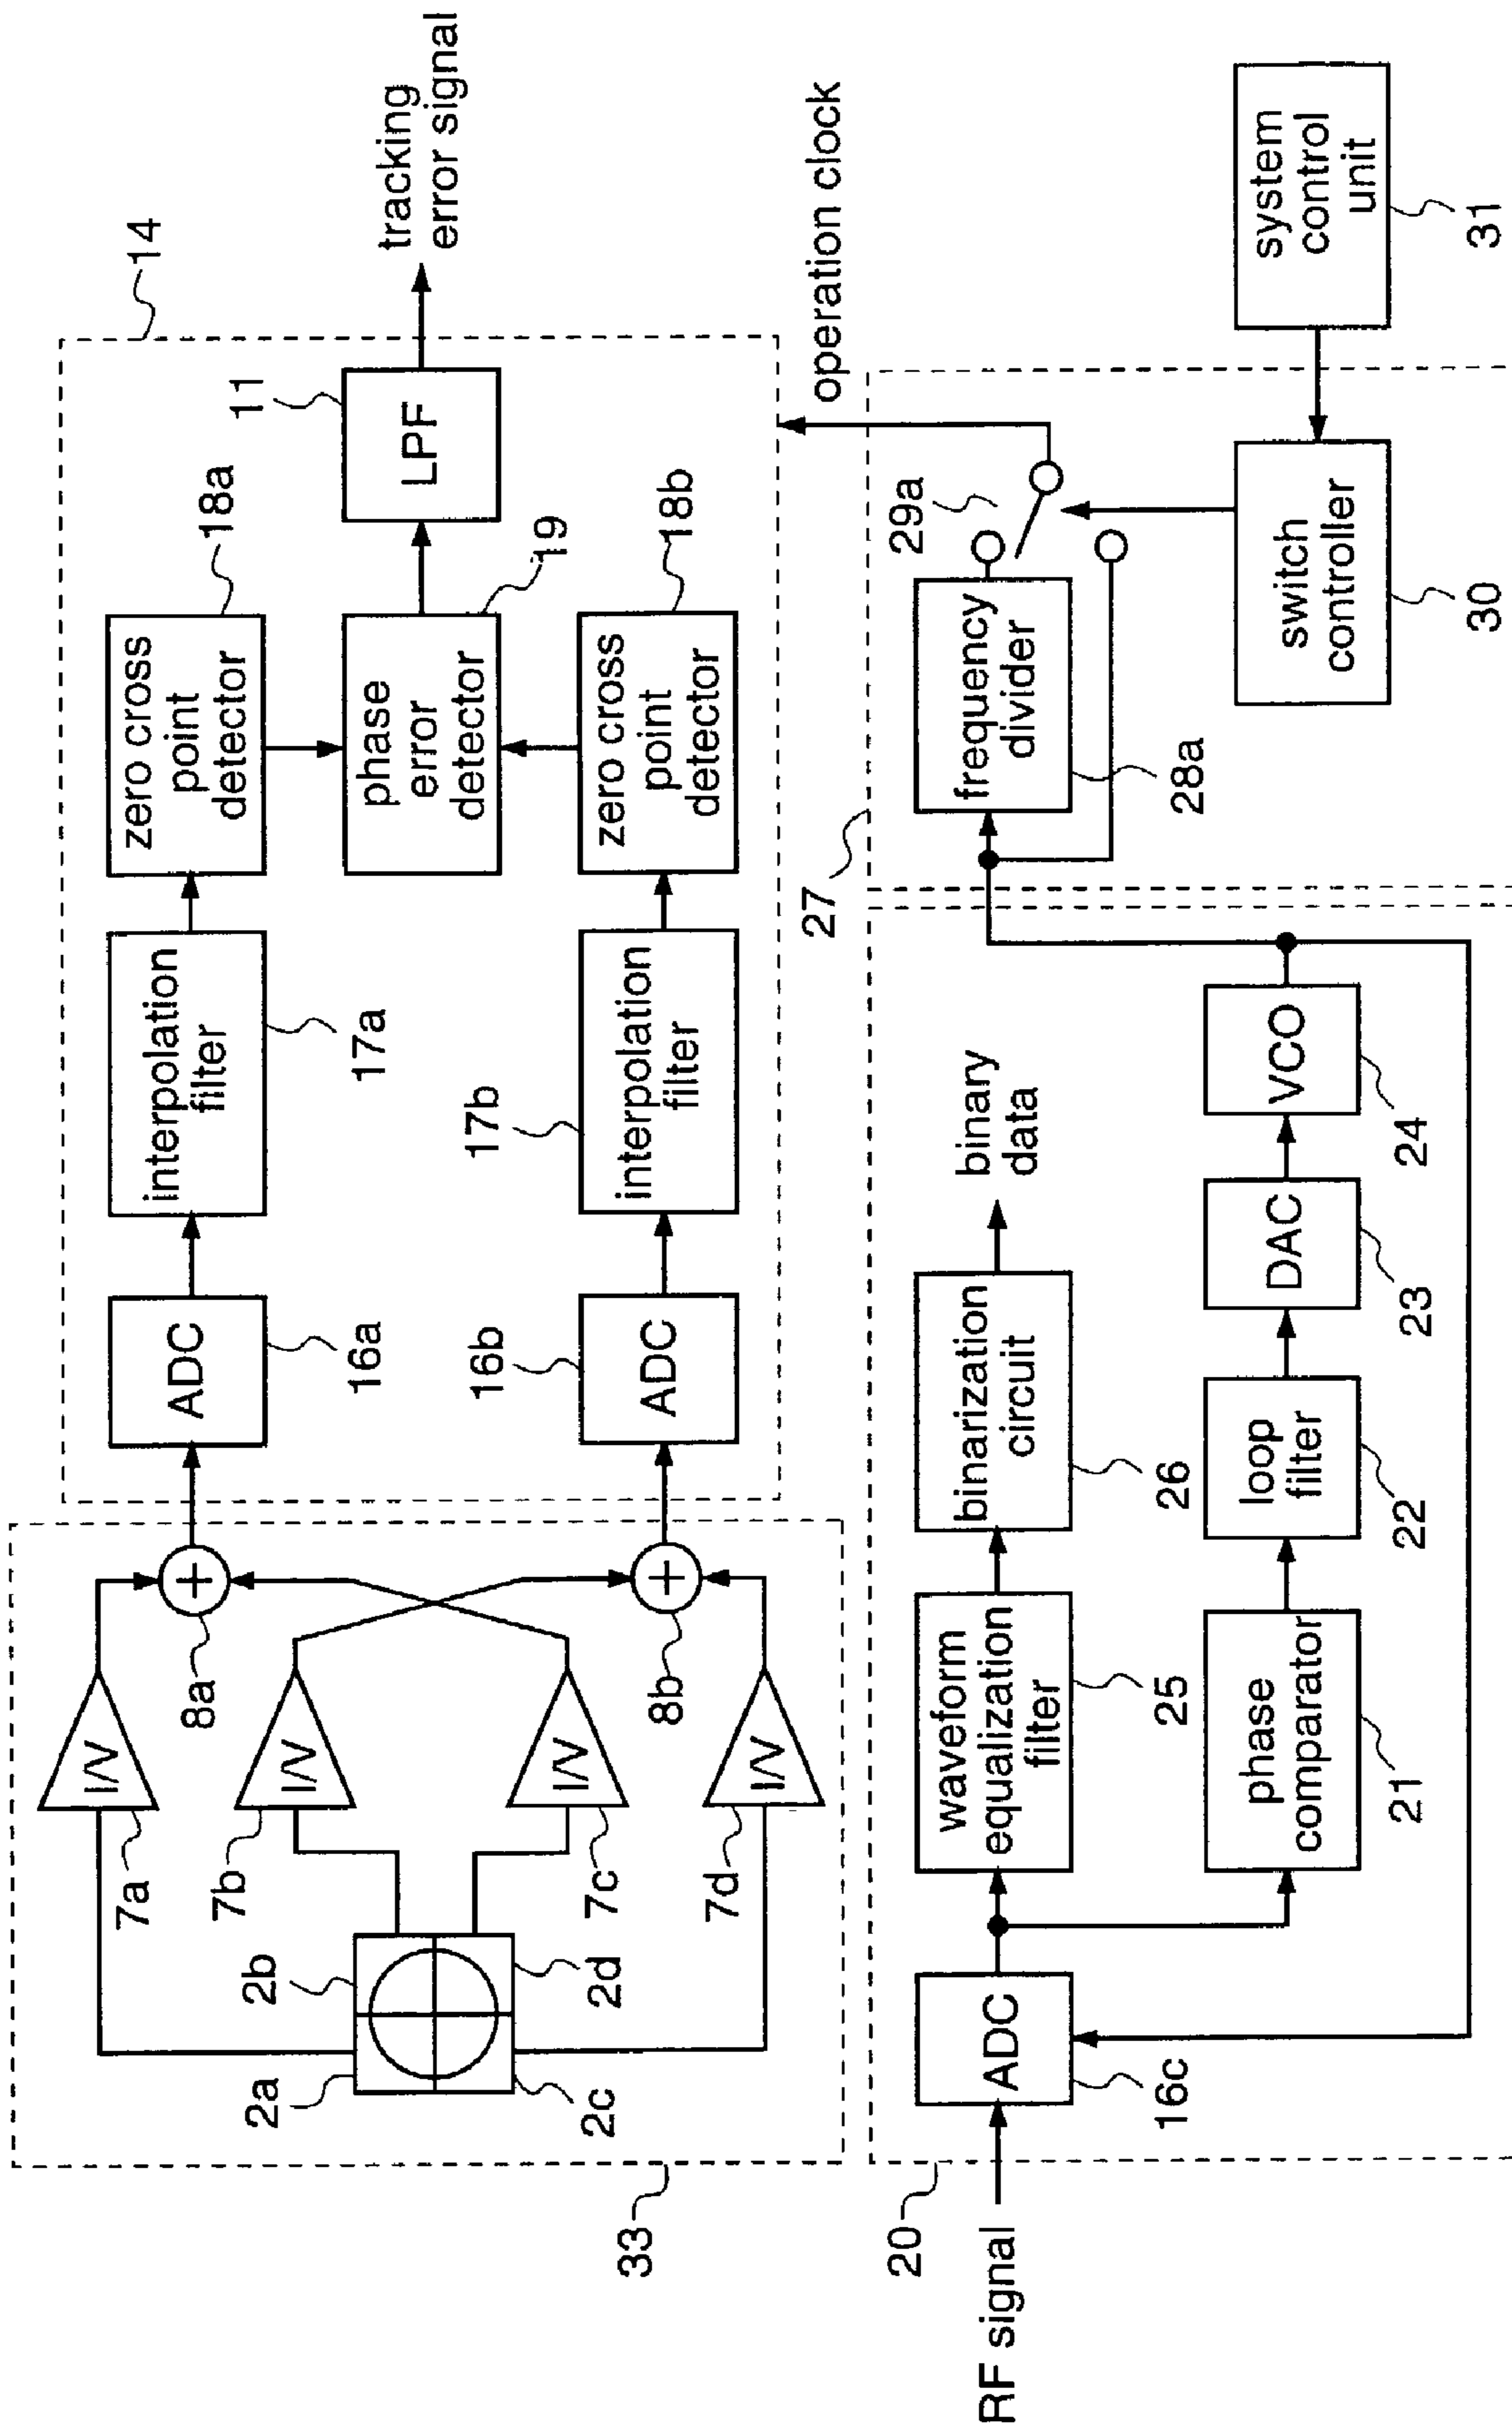 33
2a
2b
2c
2d
7a
I/V
7b
I/V
7c
I/V
7d
I/V
8a
+
8b
+
14
ADC
16a
interpolation
filter
17a
zero cross
point
detector
18a
phase
error
detector
19
LPF
11
tracking
error signal
16b
ADC
17b
interpolation
filter
zero cross
point
detector
18b
operation clock
20
RF signal
ADC
16c
waveform
equalization
filter
25
binarization
circuit
26
binary
data
phase
comparator
21
loop
filter
22
DAC
23
VCO
24
27
frequency
divider
28a
29a
switch
controller
30
system
control
unit
31